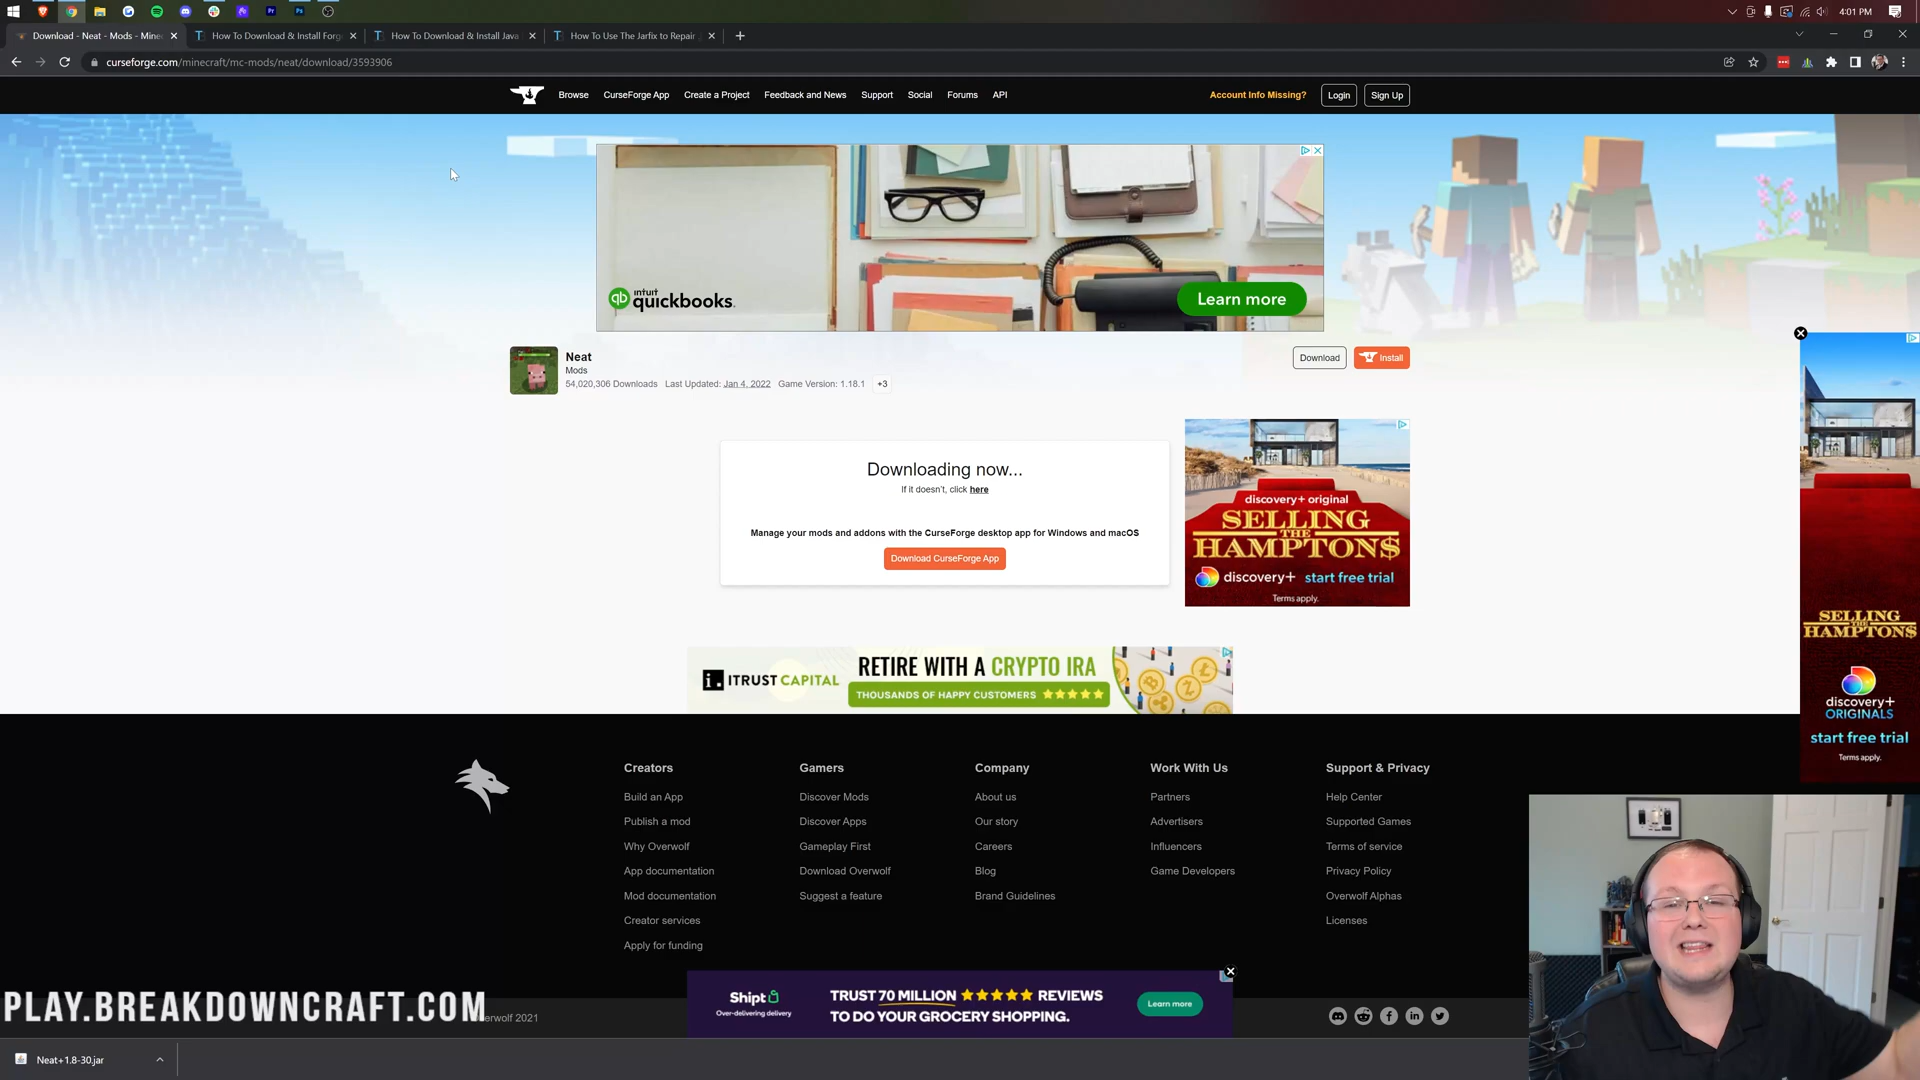 4:01 PM
Download - Neat - Mods - Mine
How To Download & Install Forg
How To Download & Install Java
How To Use The Jarfix to Repair
curseforge.com/minecraft/mc-mods/neat/download/3593906
Browse
CurseForge App
Create a Project
Feedback and News
Support
Social
Forums
API
Account Info Missing?
Login
Sign Up
intuit
qb quickbooks.
Learn more
Neat
Mods
54,020,306 Downloads Last Updated: Jan 4, 2022 Game Version: 1.18.1 +3
Download
Install
Downloading now...
If it doesn't, click here
Manage your mods and addons with the CurseForge desktop app for Windows and macOS
Download CurseForge App
discovery+ original
SELLING
THE
HAMPTON$
discovery+ start free trial
Terms apply.
SELLING
THE
HAMPTON$
discovery+
ORIGINALS
start free trial
Terms apply.
i. ITRUSTCAPITAL
RETIRE WITH A CRYPTO IRA
THOUSANDS OF HAPPY CUSTOMERS ★★★★★
Creators
Build an App
Publish a mod
Why Overwolf
App documentation
Mod documentation
Creator services
Apply for funding
Gamers
Discover Mods
Discover Apps
Gameplay First
Download Overwolf
Suggest a feature
Company
About us
Our story
Careers
Blog
Brand Guidelines
Work With Us
Partners
Advertisers
Influencers
Game Developers
Support & Privacy
Help Center
Supported Games
Terms of service
Privacy Policy
Overwolf Alphas
Licenses
Shipt
Over-delivering delivery
TRUST 70 MILLION ★★★★★ REVIEWS
TO DO YOUR GROCERY SHOPPING.
Learn more
PLAY.BREAKDOWNCRAFT.COM
erwolf 2021
Neat+1.8-30.jar